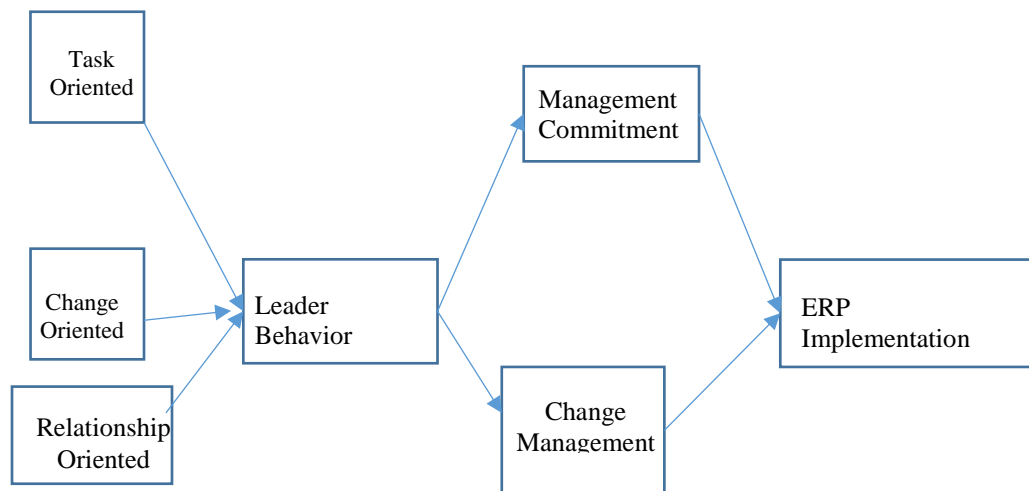 Task
Oriented
Management
Commitment
Change
Oriented
Leader
Behavior
ERP
Implementation
Relationship
Oriented
Change
Management